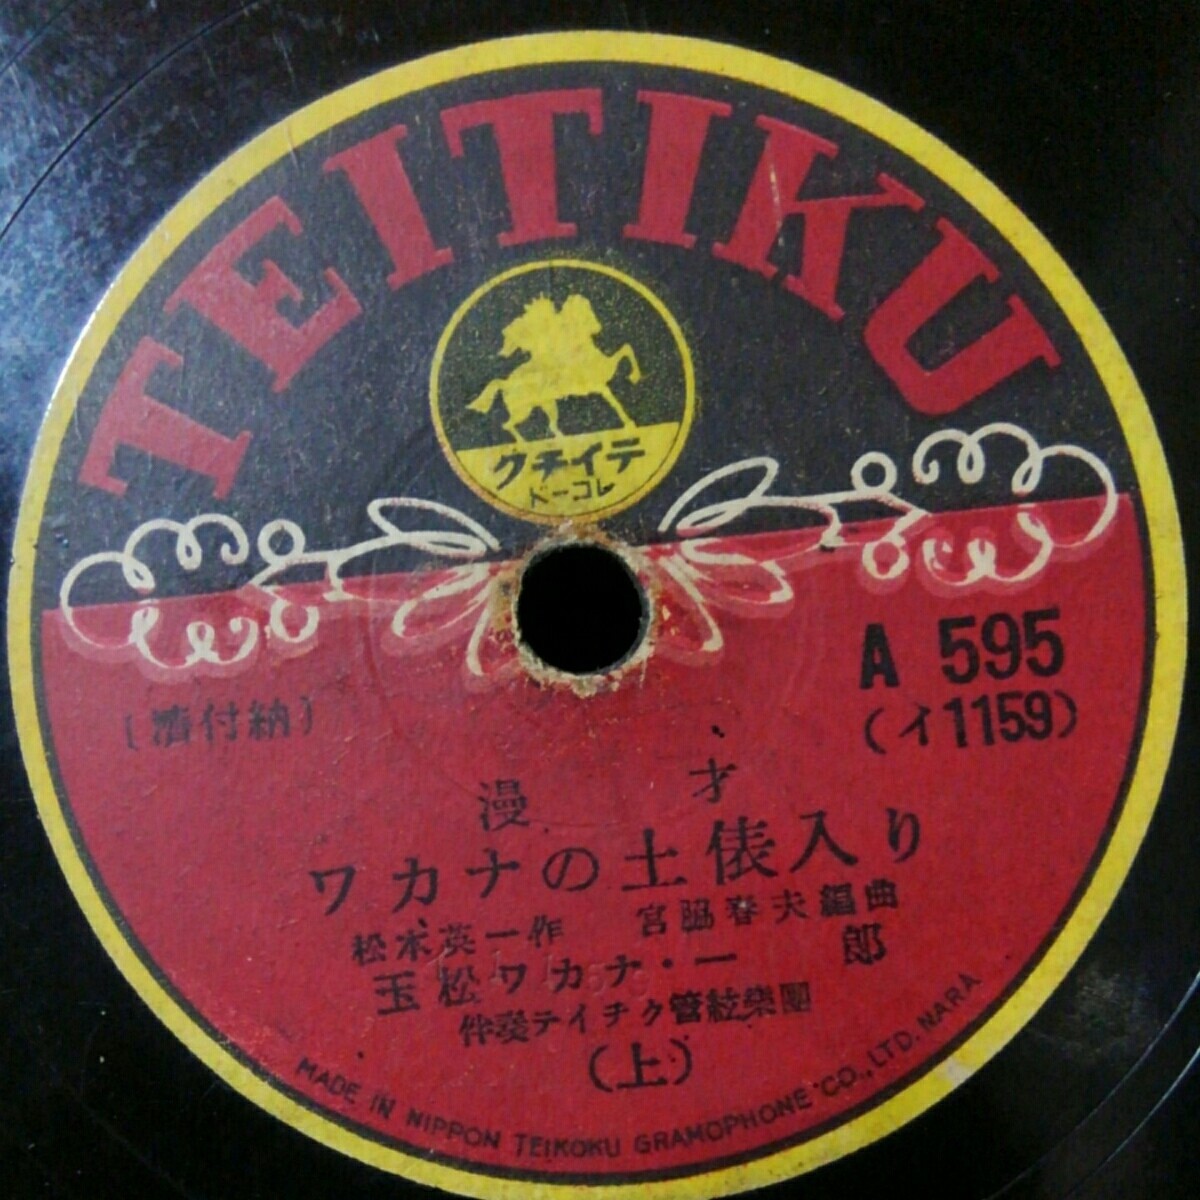 TEITIKU
テイチク
レコード
A 595
(イ1159)
〔納付濟〕
漫才
ワカナの土俵入り
松本英一作 宮脇春夫編曲
玉松ワカナ・一郎
伴奏テイチク管絃樂團
(上)
MADE IN NIPPON TEIKOKU GRAMOPHONE CO., LTD. NARA